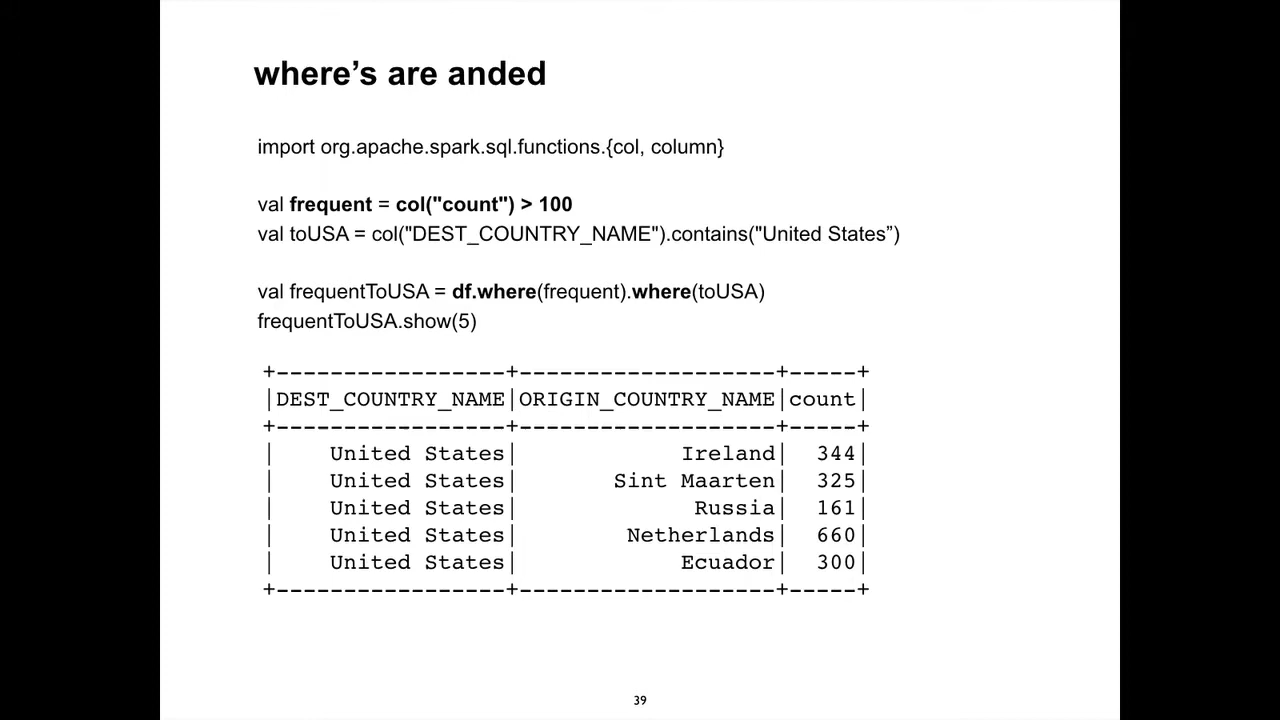 where’s are anded
import org.apache.spark.sql.functions.{col, column}
val frequent = col("count") > 100
val toUSA = col("DEST_COUNTRY_NAME").contains("United States”)
val frequentToUSA = df.where(frequent).where(toUSA)
frequentToUSA.show(5)
+-----------------+-------------------+-----+
|DEST_COUNTRY_NAME|ORIGIN_COUNTRY_NAME|count|
+-----------------+-------------------+-----+
|    United States|            Ireland|  344|
|    United States|       Sint Maarten|  325|
|    United States|             Russia|  161|
|    United States|        Netherlands|  660|
|    United States|            Ecuador|  300|
+-----------------+-------------------+-----+
39